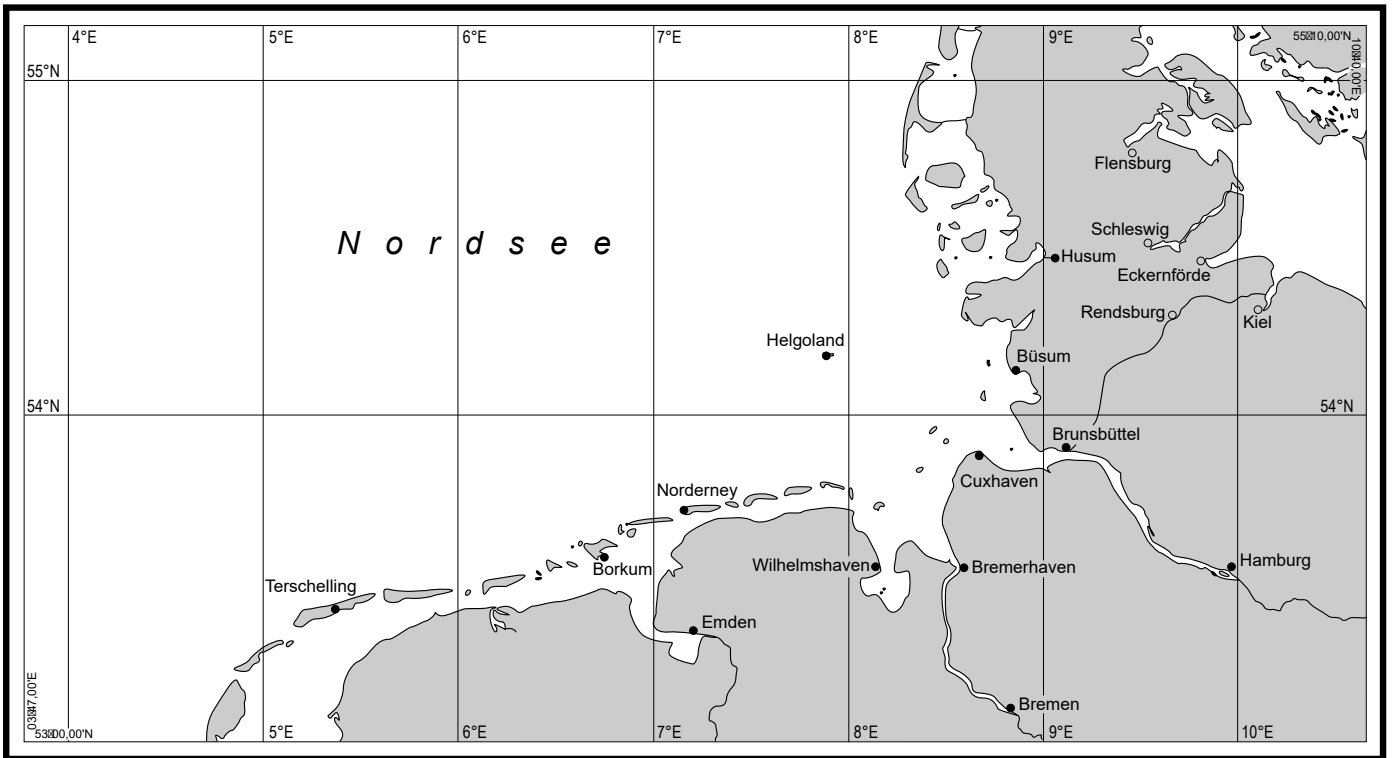 4°E
5°E
6°E
7°E
8°E
9°E
55°N
Flensburg
Schleswig
Nordsee
Husum
Eckernförde
Rendsburg
Kiel
Helgoland
Büsum
54°N
54°N
Brunsbüttel
Cuxhaven
Norderney
Hamburg
Wilhelmshaven
Bremerhaven
Borkum
Terschelling
Emden
Bremen
5°E
6°E
7°E
8°E
9°E
10°E